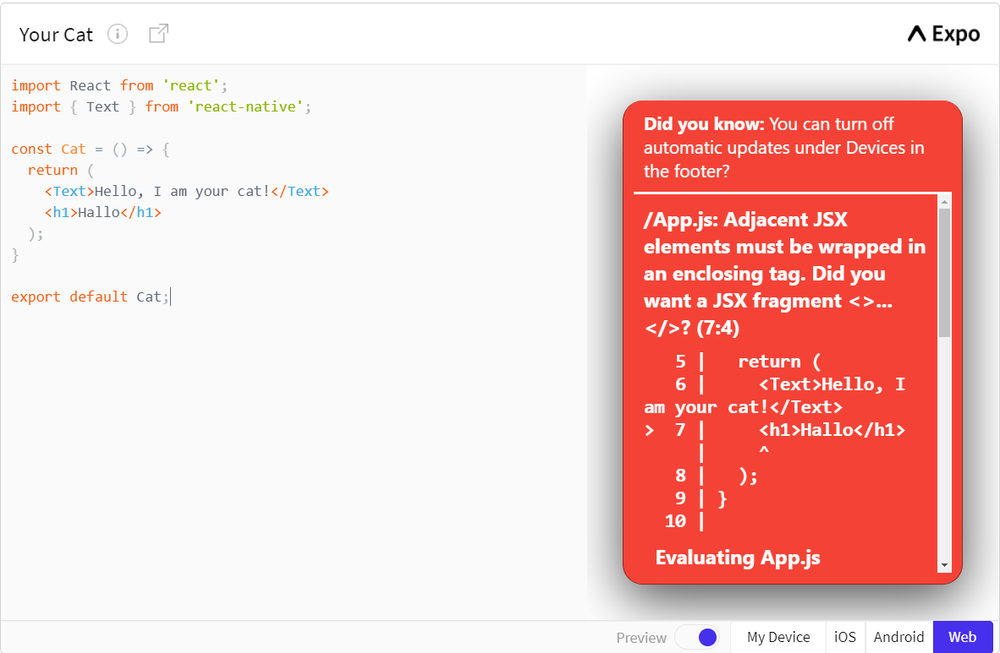 Your Cat
Expo
import React from 'react';
import { Text } from 'react-native';
const Cat = () => {
  return (
    <Text>Hello, I am your cat!</Text>
    <h1>Hallo</h1>
  );
}
export default Cat;
Did you know: You can turn off
automatic updates under Devices in
the footer?
/App.js: Adjacent JSX
elements must be wrapped in
an enclosing tag. Did you
want a JSX fragment <>...
</>? (7:4)
   5 |   return (
   6 |     <Text>Hello, I
am your cat!</Text>
>  7 |     <h1>Hallo</h1>
     |     ^
   8 |   );
   9 | }
  10 |
Evaluating App.js
Preview
My Device
iOS
Android
Web